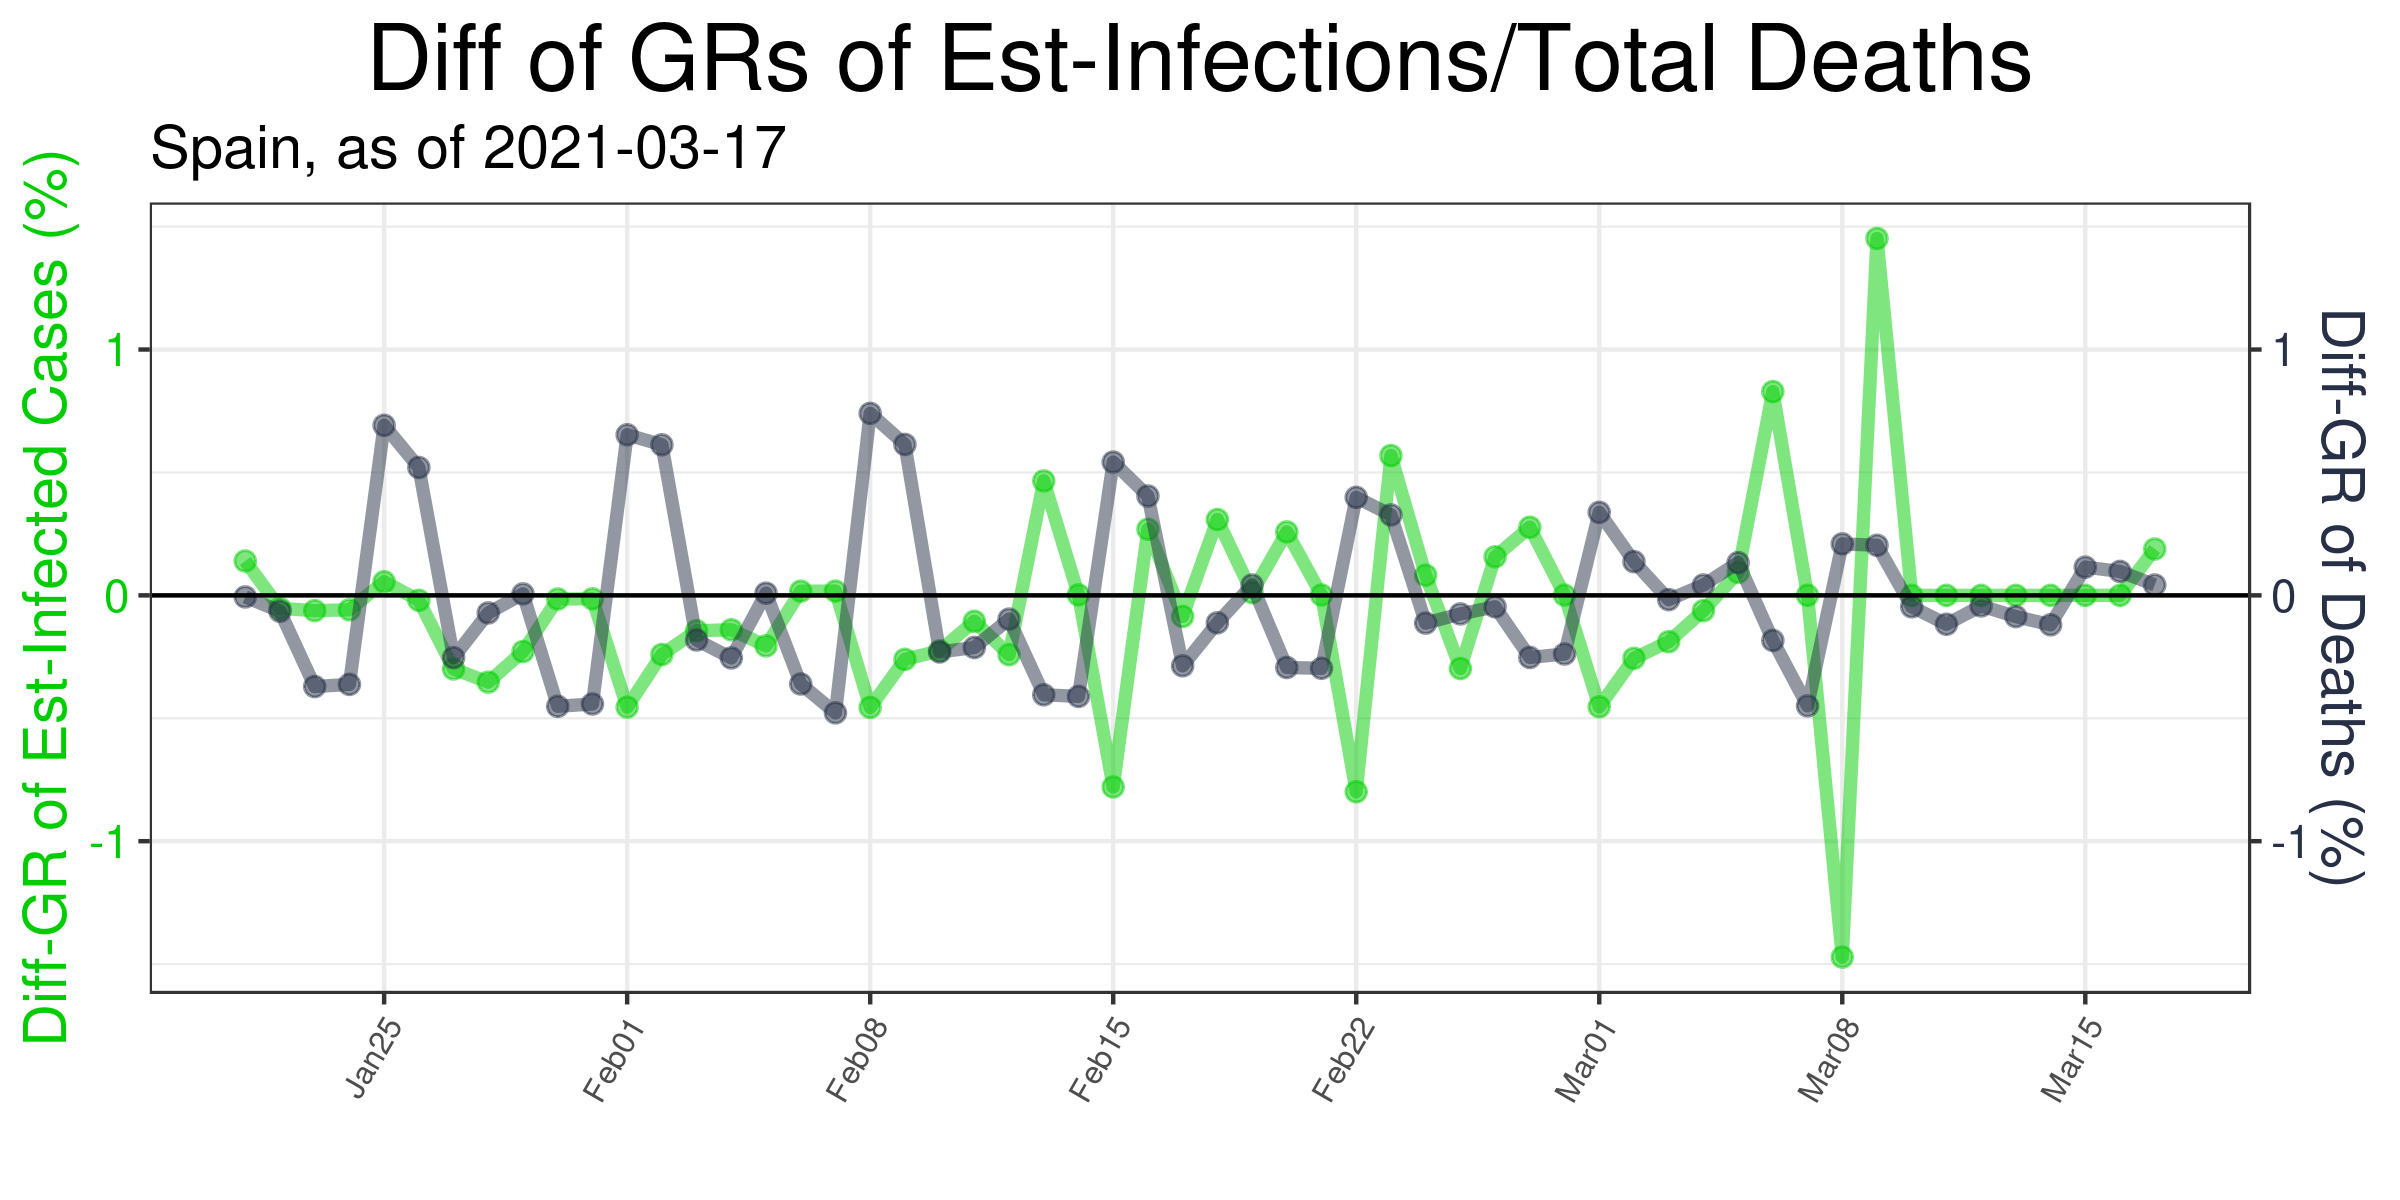 Diff of GRs of Est-Infections/Total Deaths
Spain, as of 2021-03-17
Diff-GR of Est-Infected Cases (%)
1
0
-1
1
0
-1
Diff-GR of Deaths (%)
Jan25
Feb01
Feb08
Feb15
Feb22
Mar01
Mar08
Mar15